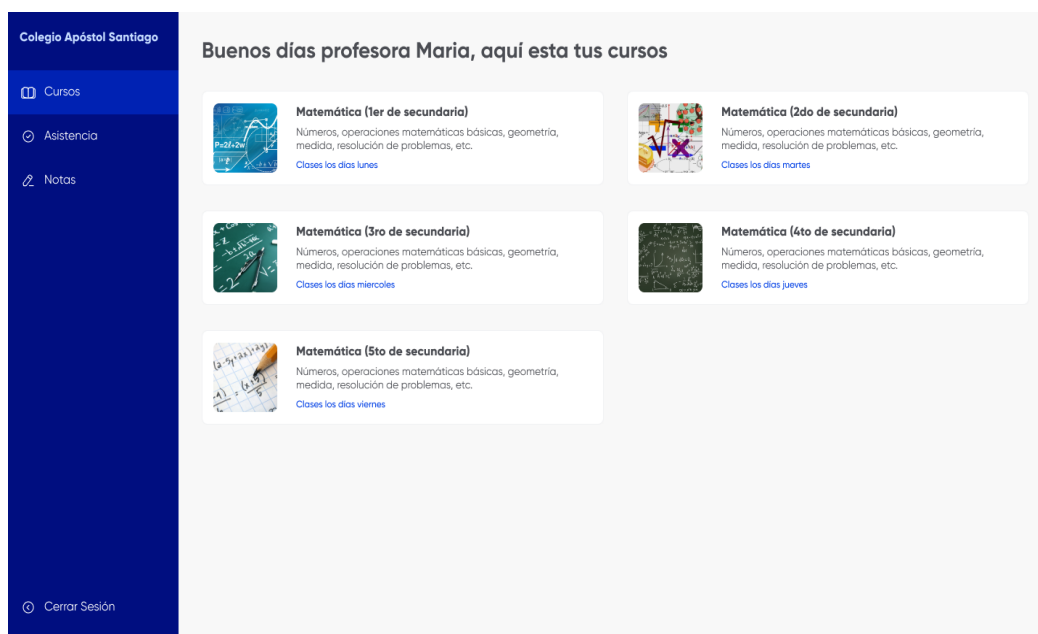 Colegio Apóstol Santiago
Cursos
Asistencia
Notas
Cerrar Sesión
Buenos días profesora Maria, aquí esta tus cursos
P=2ℓ+2w
Matemática (1er de secundaria)
Números, operaciones matemáticas básicas, geometría,
medida, resolución de problemas, etc.
Clases los días lunes
Matemática (2do de secundaria)
Números, operaciones matemáticas básicas, geometría,
medida, resolución de problemas, etc.
Clases los días martes
Matemática (3ro de secundaria)
Números, operaciones matemáticas básicas, geometría,
medida, resolución de problemas, etc.
Clases los días miercoles
Matemática (4to de secundaria)
Números, operaciones matemáticas básicas, geometría,
medida, resolución de problemas, etc.
Clases los días jueves
Matemática (5to de secundaria)
Números, operaciones matemáticas básicas, geometría,
medida, resolución de problemas, etc.
Clases los días viernes